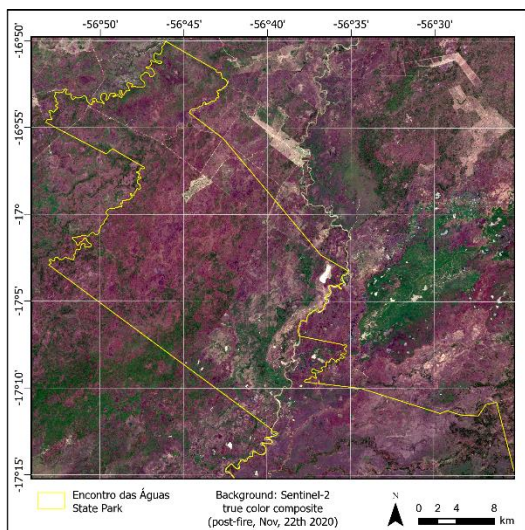 -56°50' -56°45' -56°40' -56°35' -56°30'
-16°50'
-16°55'
-17°
-17°05'
-17°10'
-17°15'
Encontro das Águas
State Park
Background: Sentinel-2
true color composite
(post-fire, Nov, 22th 2020)
N
0 2 4 8
km